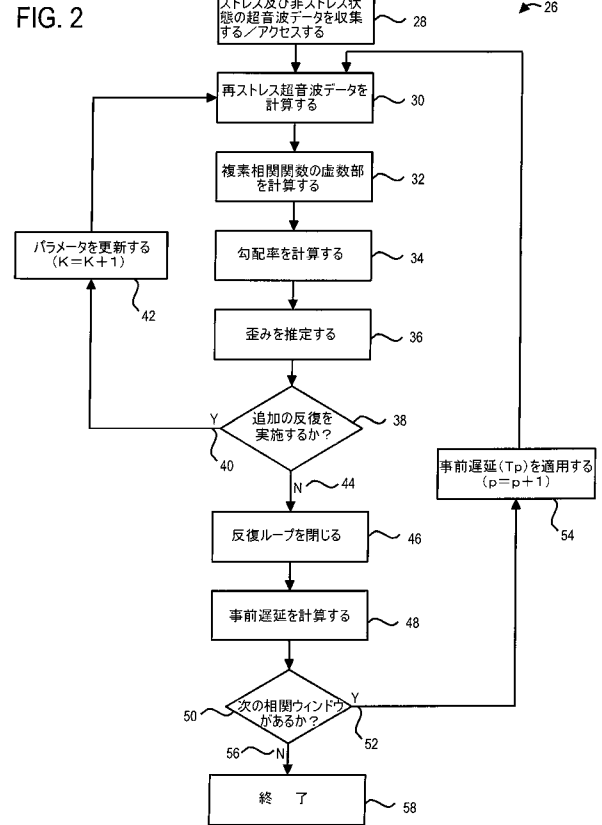 FIG. 2
26
ストレス及び非ストレス状
態の超音波データを収集
する／アクセスする
28
再ストレス超音波データを
計算する
30
複素相関関数の虚数部
を計算する
32
パラメータを更新する
(K=K+1)
42
勾配率を計算する
34
歪みを推定する
36
追加の反復を
実施するか？
38
Y
40
N
44
事前遅延(Tp)を適用する
(p=p+1)
54
反復ループを閉じる
46
事前遅延を計算する
48
次の相関ウィンドウ
があるか？
50
Y
52
56
N
終 了
58